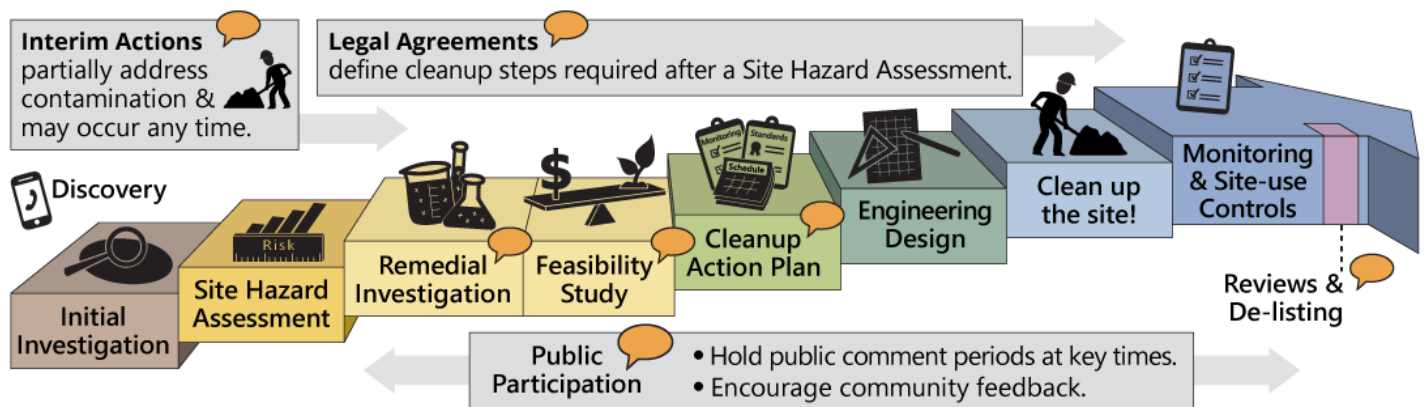 Interim Actions
partially address
contamination &
may occur any time.
Legal Agreements
define cleanup steps required after a Site Hazard Assessment.
Discovery
Initial
Investigation
Risk
Site Hazard
Assessment
Remedial
Investigation
$
Feasibility
Study
Monitoring
Standards
Schedule
Cleanup
Action Plan
Engineering
Design
Clean up
the site!
Monitoring
& Site-use
Controls
Reviews &
De-listing
Public
Participation
• Hold public comment periods at key times.
• Encourage community feedback.